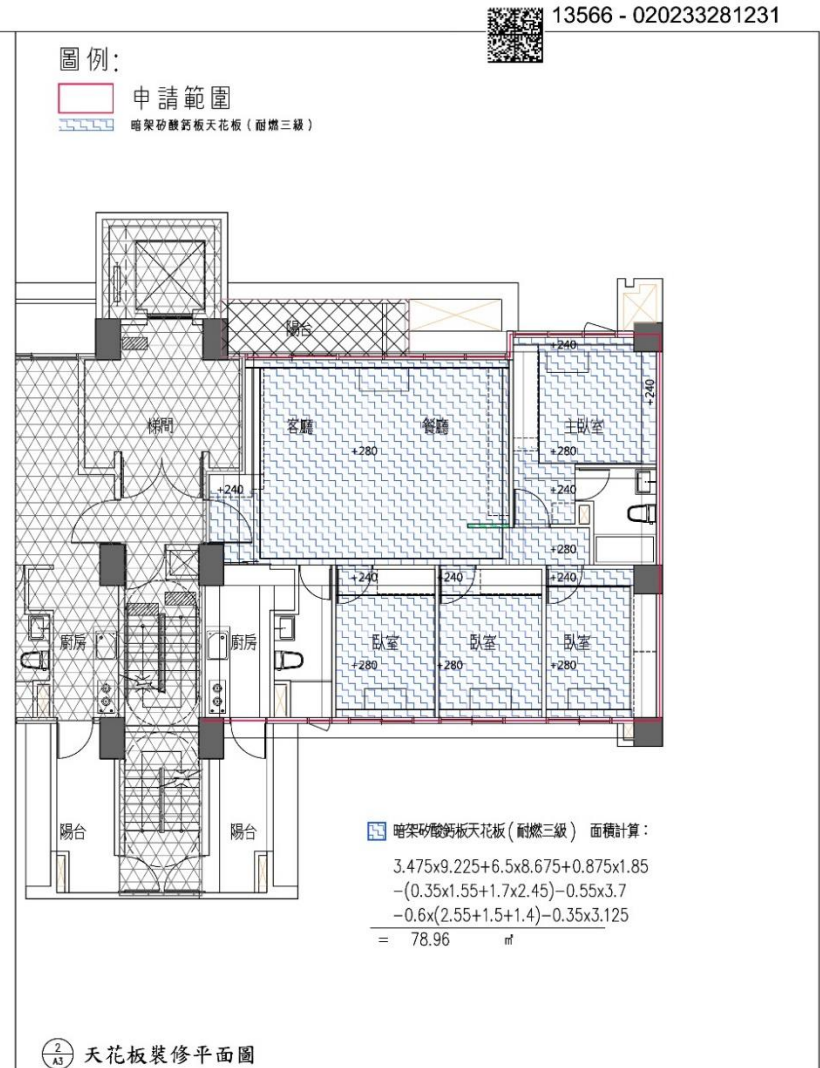 13566 - 020233281231
圖例：
申請範圍
暗架矽酸鈣板天花板（耐燃三級）
陽台
+240
+240
梯間
客廳
餐廳
主臥室
+280
+280
+240
+240
+280
+240
+240
+240
廚房
廚房
臥室
臥室
臥室
+280
+280
+280
陽台
陽台
暗架矽酸鈣板天花板（耐燃三級） 面積計算：
3.475x9.225+6.5x8.675+0.875x1.85
-(0.35x1.55+1.7x2.45)-0.55x3.7
-0.6x(2.55+1.5+1.4)-0.35x3.125
= 78.96 ㎡
2
A3
天花板裝修平面圖